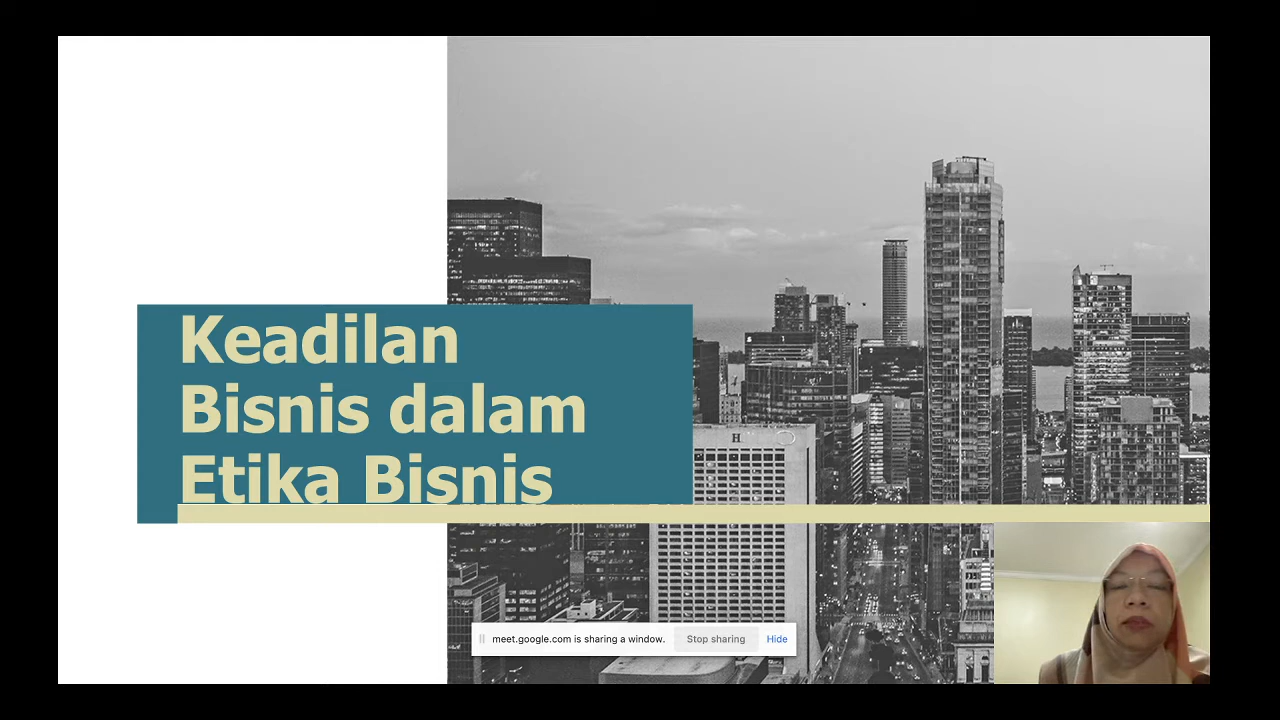 Keadilan
Bisnis dalam
Etika Bisnis
H
meet.google.com is sharing a window. Stop sharing Hide